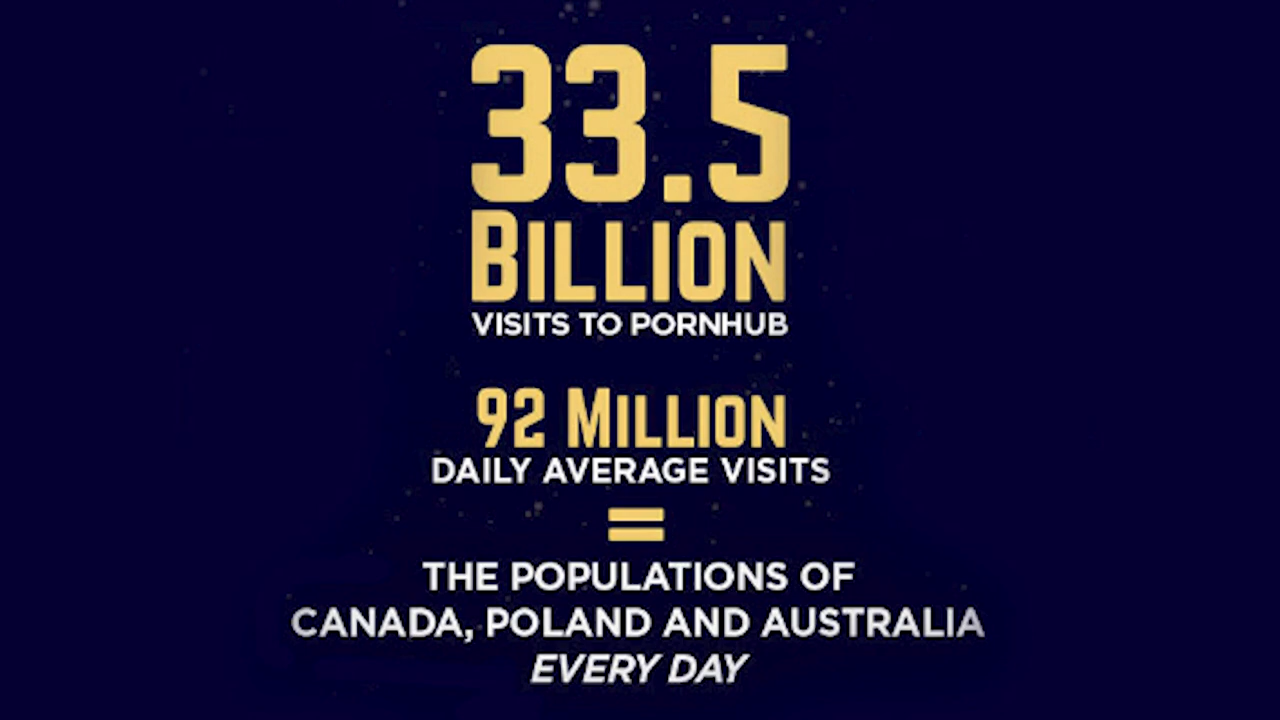 33.5
BILLION
VISITS TO PORNHUB
92 MILLION
DAILY AVERAGE VISITS
=
THE POPULATIONS OF
CANADA, POLAND AND AUSTRALIA
EVERY DAY